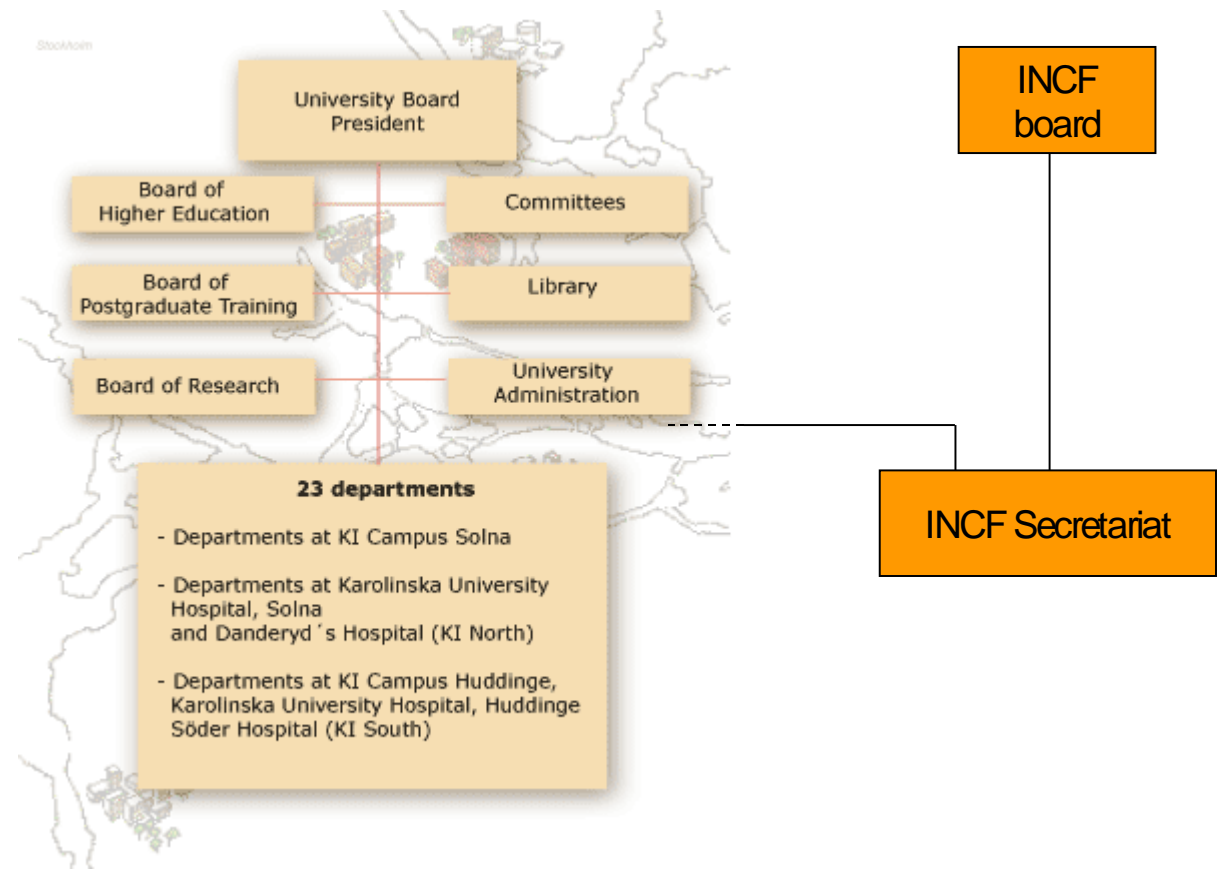 Stockholm
University Board
President
Board of
Higher Education
Committees
Board of
Postgraduate Training
Library
Board of Research
University
Administration
23 departments
- Departments at KI Campus Solna
- Departments at Karolinska University
Hospital, Solna
and Danderyd´s Hospital (KI North)
- Departments at KI Campus Huddinge,
Karolinska University Hospital, Huddinge
Söder Hospital (KI South)
INCF
board
INCF Secretariat